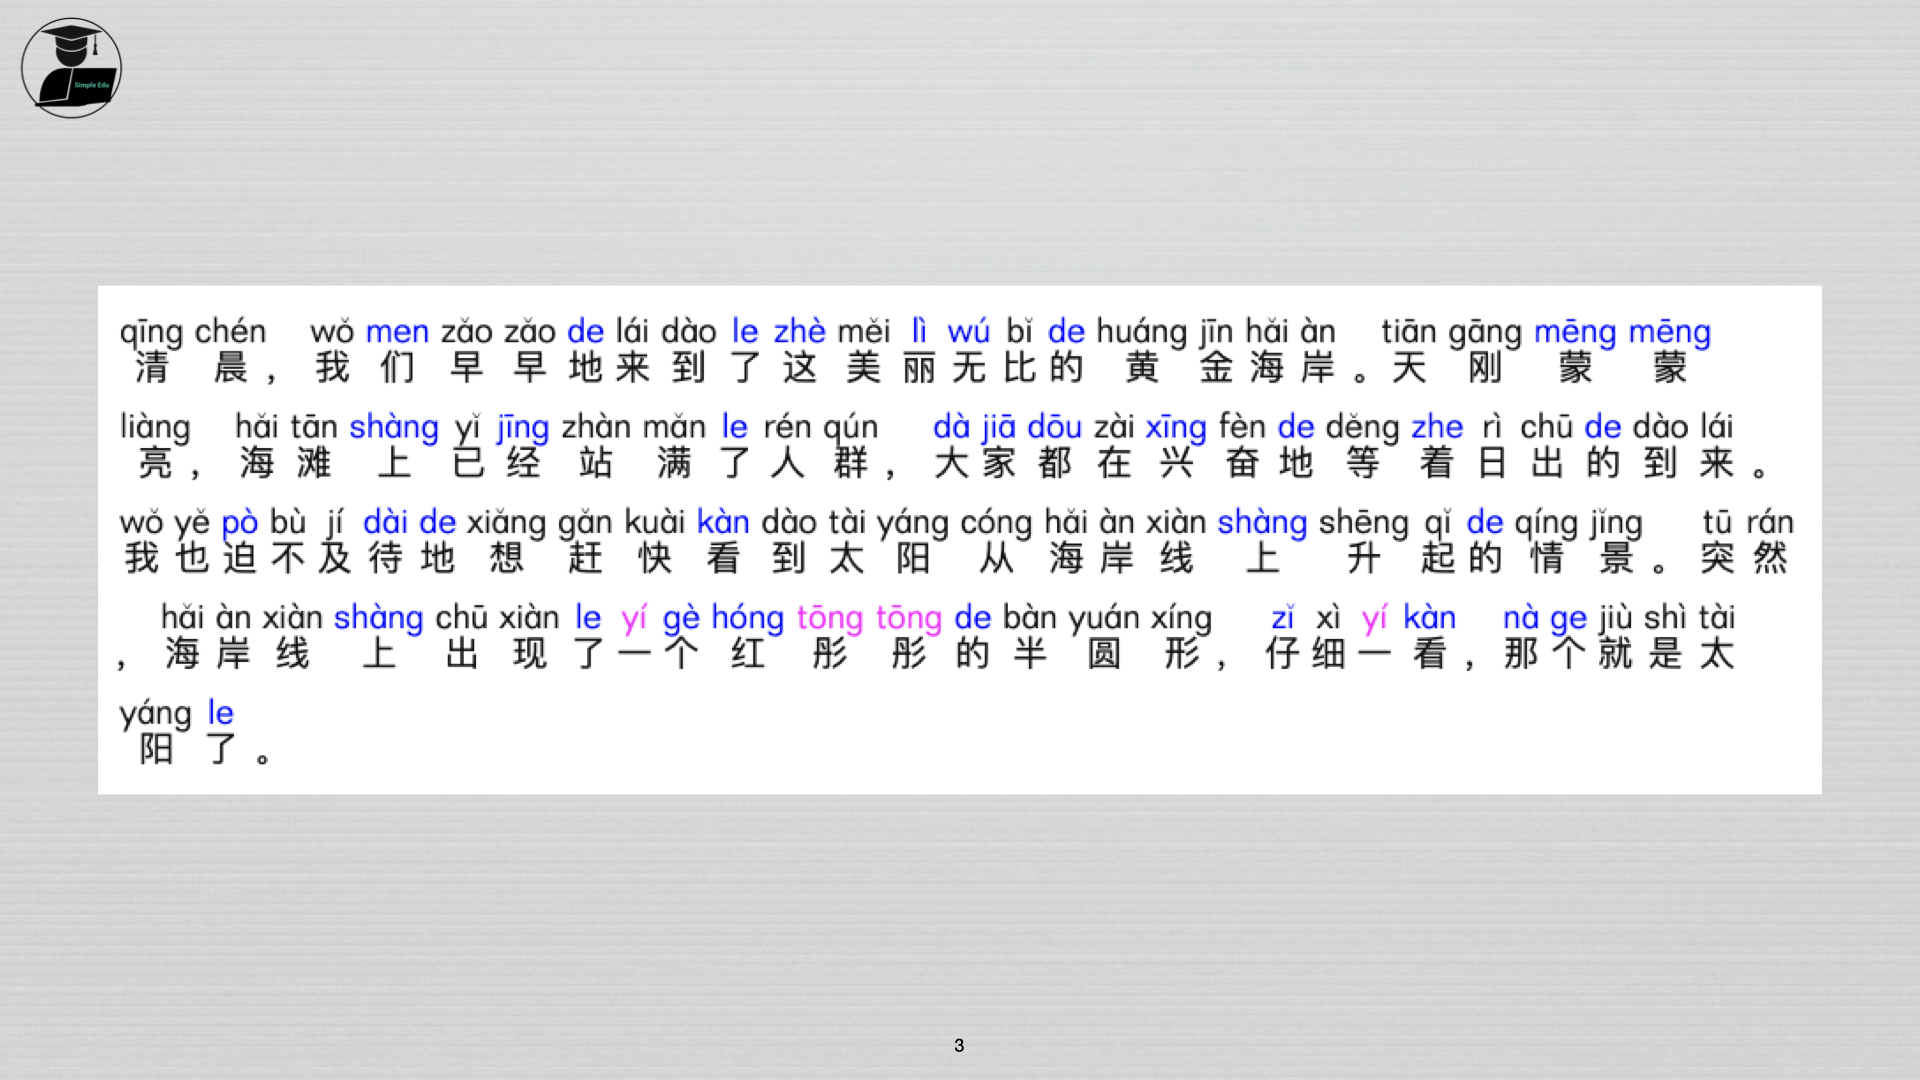 Simple Edu
qīng chén wǒ men zǎo zǎo de lái dào le zhè měi lì wú bǐ de huáng jīn hǎi àn tiān gāng mēng mēng
清晨，我们早早地来到了这美丽无比的黄金海岸。天刚蒙蒙
liàng hǎi tān shàng yǐ jīng zhàn mǎn le rén qún dà jiā dōu zài xīng fèn de děng zhe rì chū de dào lái
亮，海滩上已经站满了人群，大家都在兴奋地等着日出的到来。
wǒ yě pò bù jí dài de xiǎng gǎn kuài kàn dào tài yáng cóng hǎi àn xiàn shàng shēng qǐ de qíng jǐng tū rán
我也迫不及待地想赶快看到太阳从海岸线上升起的情景。突然
hǎi àn xiàn shàng chū xiàn le yí gè hóng tōng tōng de bàn yuán xíng zǐ xì yí kàn nà ge jiù shì tài
，海岸线上出现了一个红彤彤的半圆形，仔细一看，那个就是太
yáng le
阳了。
3